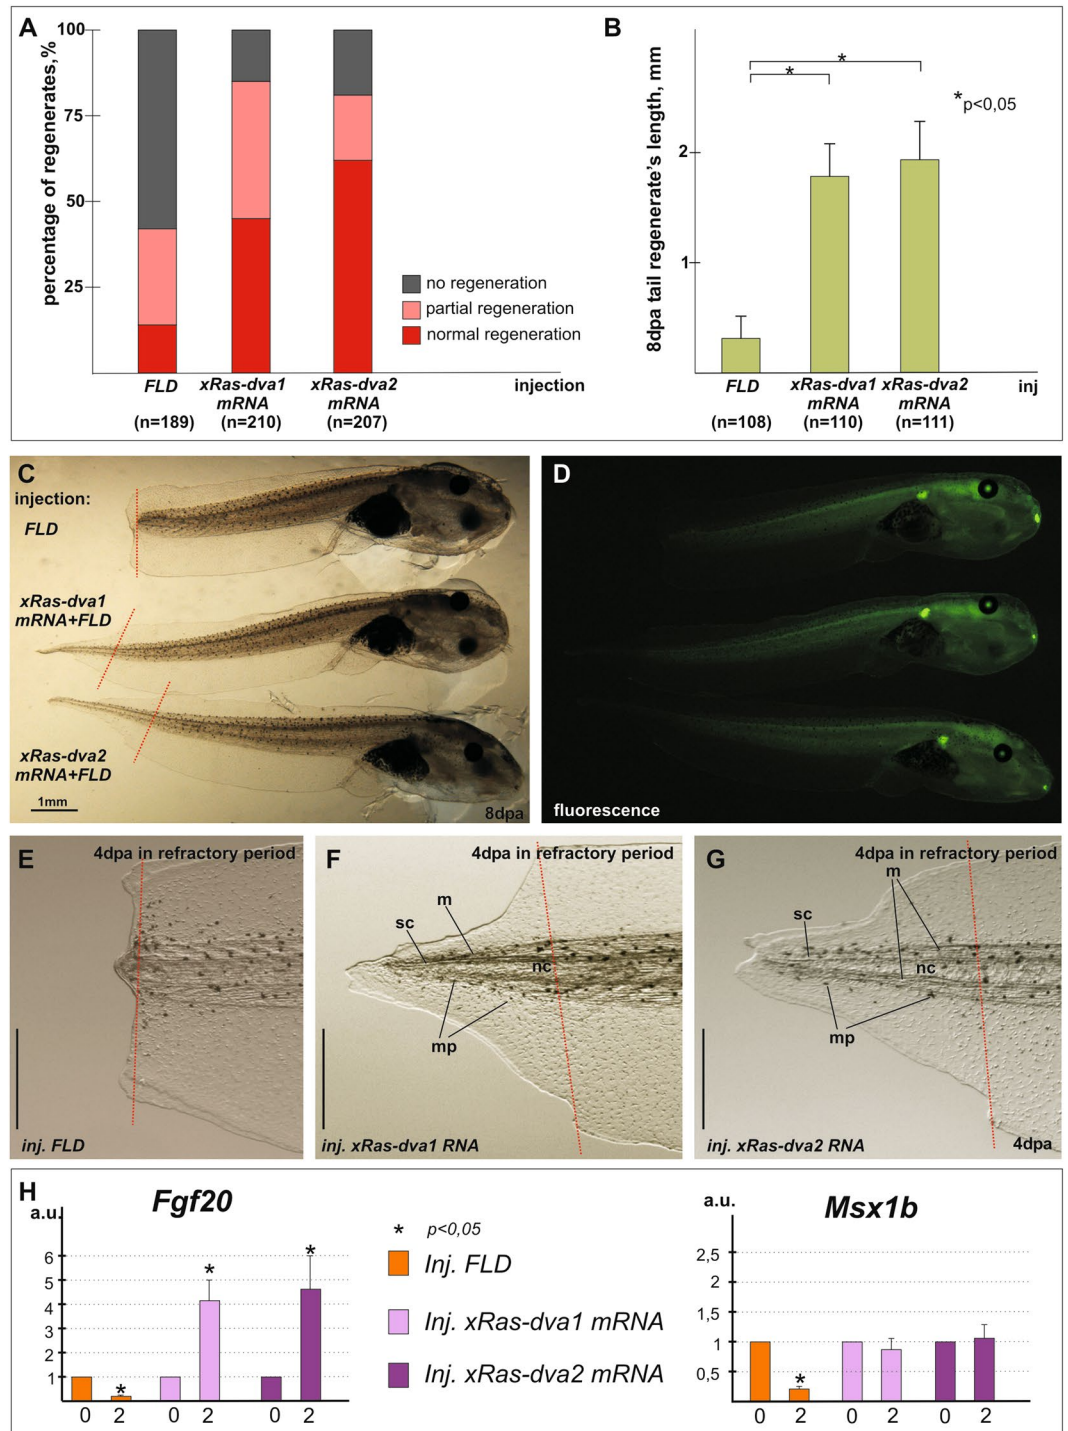 A
percentage of regenerates,%
100
75
50
25
no regeneration
partial regeneration
normal regeneration
FLD
xRas-dva1
mRNA
xRas-dva2
mRNA
injection
(n=189)
(n=210)
(n=207)
B
8dpa tail regenerate's length, mm
2
1
*
*
* p<0,05
FLD
xRas-dva1
mRNA
xRas-dva2
mRNA
inj
(n=108)
(n=110)
(n=111)
C
injection:
FLD
xRas-dva1
mRNA+FLD
xRas-dva2
mRNA+FLD
1mm
8dpa
D
fluorescence
E
4dpa in refractory period
inj. FLD
F
4dpa in refractory period
m
sc
nc
mp
inj. xRas-dva1 RNA
G
4dpa in refractory period
m
sc
nc
mp
inj. xRas-dva2 RNA
4dpa
H
Fgf20
a.u.
6
5
4
3
2
1
*
*
*
0 2 0 2 0 2
* p<0,05
Inj. FLD
Inj. xRas-dva1 mRNA
Inj. xRas-dva2 mRNA
Msx1b
a.u.
2,5
2
1,5
1
0,5
*
0 2 0 2 0 2